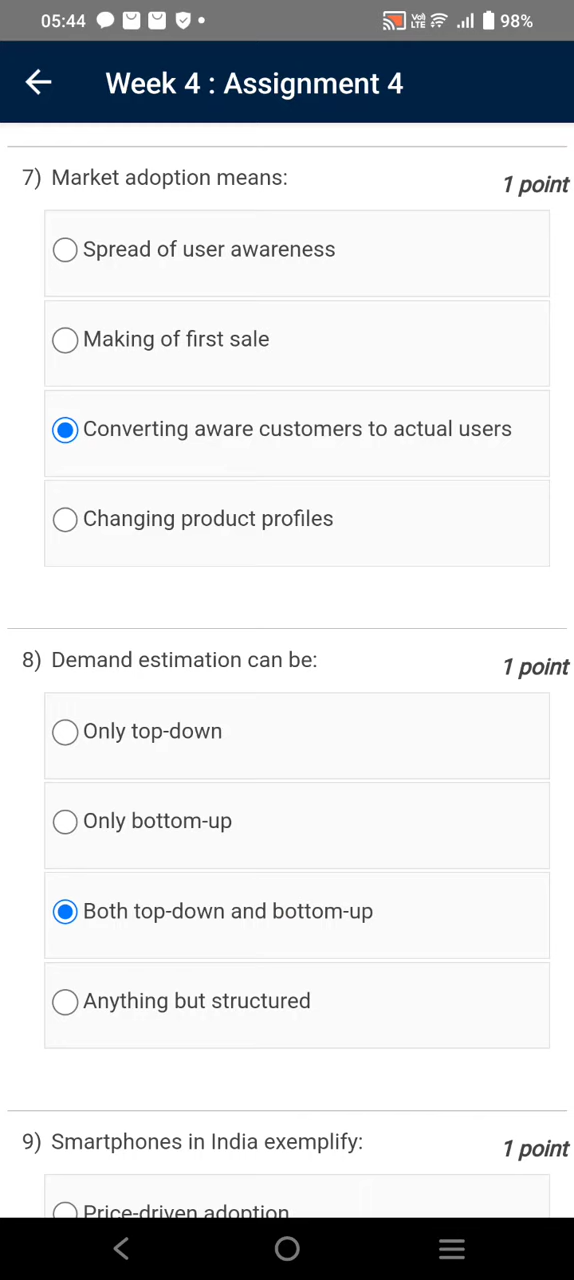 05:44 98%
Week 4 : Assignment 4
7) Market adoption means:
1 point
Spread of user awareness
Making of first sale
Converting aware customers to actual users
Changing product profiles
8) Demand estimation can be:
1 point
Only top-down
Only bottom-up
Both top-down and bottom-up
Anything but structured
9) Smartphones in India exemplify:
1 point
Price-driven adoption